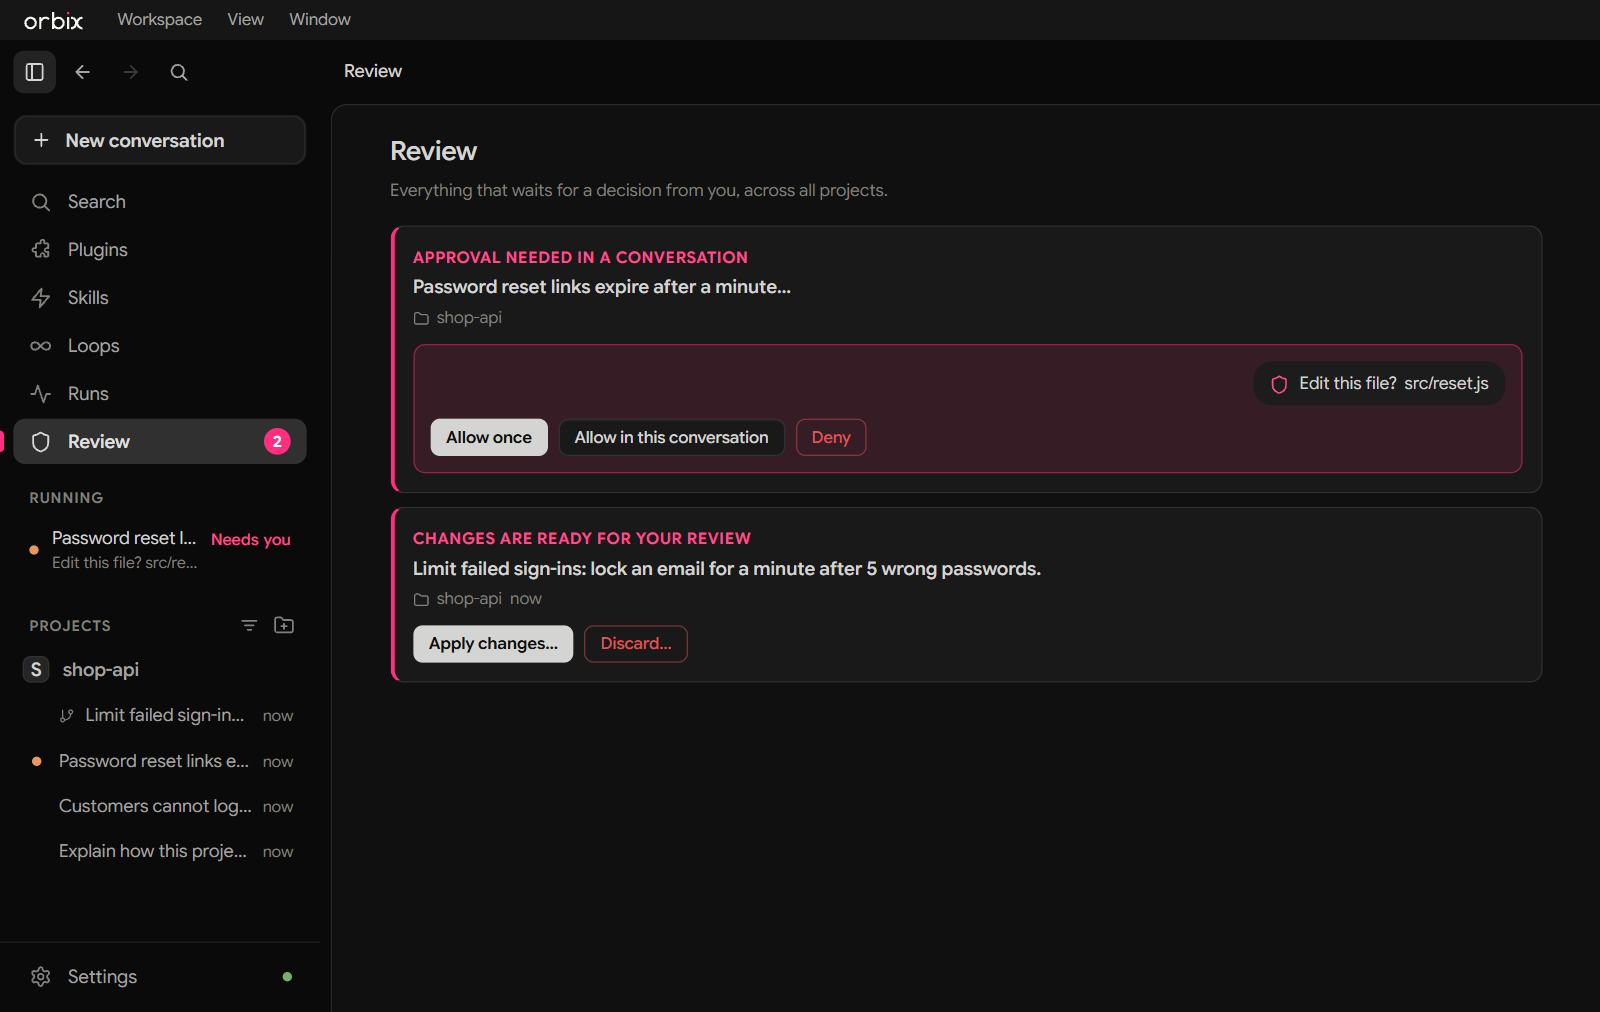 orbix Workspace View Window
Review
New conversation
Search
Plugins
Skills
Loops
Runs
Review 2
RUNNING
Password reset l... Needs you
Edit this file? src/re...
PROJECTS
S shop-api
Limit failed sign-in... now
Password reset links e... now
Customers cannot log... now
Explain how this proje... now
Settings
Review
Everything that waits for a decision from you, across all projects.
APPROVAL NEEDED IN A CONVERSATION
Password reset links expire after a minute...
shop-api
Edit this file? src/reset.js
Allow once Allow in this conversation Deny
CHANGES ARE READY FOR YOUR REVIEW
Limit failed sign-ins: lock an email for a minute after 5 wrong passwords.
shop-api now
Apply changes... Discard...